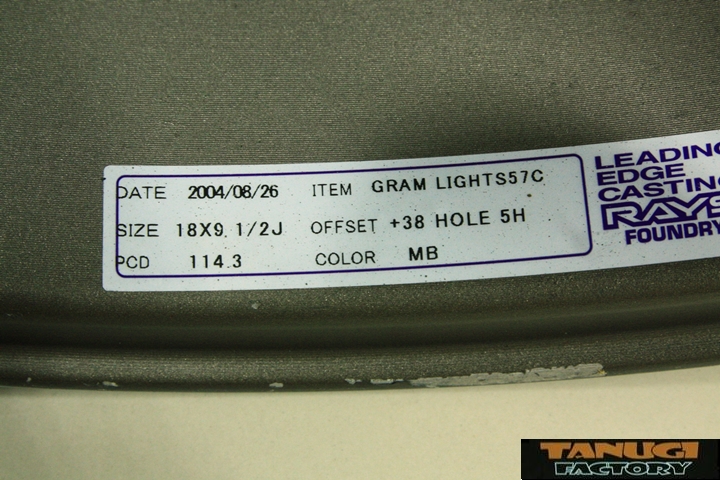 DATE 2004/08/26 ITEM GRAM LIGHTS57C
SIZE 18X9 1/2J OFFSET +38 HOLE 5H
PCD 114.3 COLOR MB
LEADING
EDGE
CASTING
RAYS
FOUNDRY
TANUGI
FACTORY